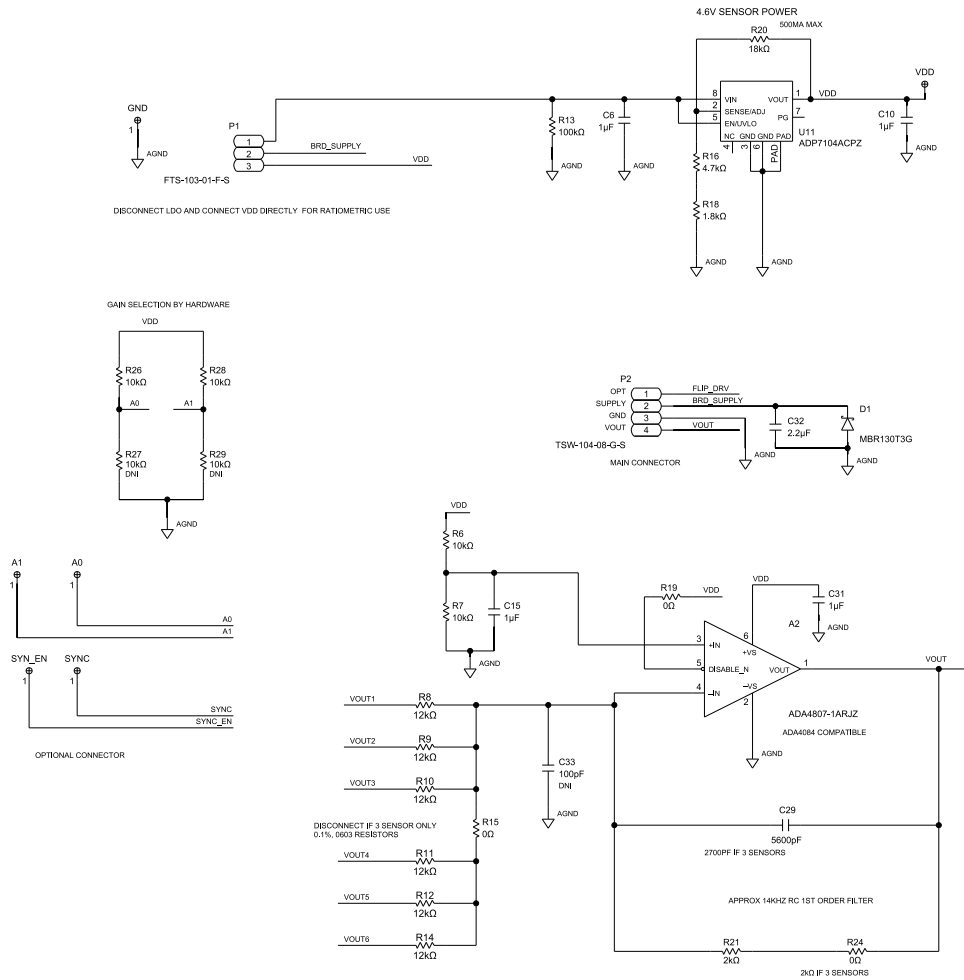 4.6V SENSOR POWER
500MA MAX
R20
18kΩ
VDD
GND
1
AGND
P1
1
2
3
BRD_SUPPLY
VDD
FTS-103-01-F-S
R13
100kΩ
AGND
C6
1µF
AGND
8
2
5
VIN
SENSE/ADJ
EN/UVLO
VOUT
PG
1
7
VDD
NC
GND
GND
PAD
4
3
6
PAD
U11
ADP7104ACPZ
C10
1µF
AGND
R16
4.7kΩ
R18
1.8kΩ
AGND
AGND
DISCONNECT LDO AND CONNECT VDD DIRECTLY FOR RATIOMETRIC USE
GAIN SELECTION BY HARDWARE
VDD
R26
10kΩ
R28
10kΩ
A0
A1
R27
10kΩ
DNI
R29
10kΩ
DNI
AGND
P2
OPT
SUPPLY
GND
VOUT
1
2
3
4
FLIP_DRV
BRD_SUPPLY
VOUT
TSW-104-08-G-S
MAIN CONNECTOR
AGND
C32
2.2µF
D1
MBR130T3G
AGND
A1
1
A0
1
A0
A1
SYN_EN
1
SYNC
1
SYNC
SYNC_EN
OPTIONAL CONNECTOR
VDD
R6
10kΩ
R7
10kΩ
C15
1µF
AGND
R19
0Ω
VDD
VDD
C31
1µF
AGND
A2
3
5
4
+IN
DISABLE_N
–IN
6
+VS
VOUT
–VS
2
1
VOUT
AGND
ADA4807-1ARJZ
ADA4084 COMPATIBLE
VOUT1
R8
12kΩ
VOUT2
R9
12kΩ
VOUT3
R10
12kΩ
C33
100pF
DNI
AGND
R15
0Ω
DISCONNECT IF 3 SENSOR ONLY
0.1%, 0603 RESISTORS
VOUT4
R11
12kΩ
VOUT5
R12
12kΩ
VOUT6
R14
12kΩ
C29
5600pF
2700PF IF 3 SENSORS
APPROX 14KHZ RC 1ST ORDER FILTER
R21
2kΩ
R24
0Ω
2kΩ IF 3 SENSORS